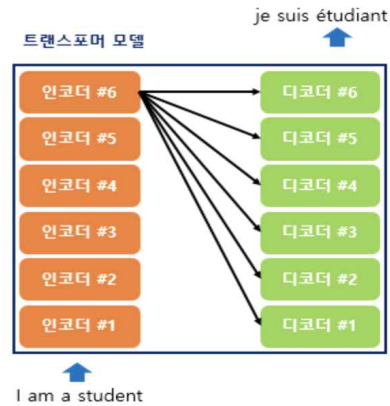 je suis étudiant
트랜스포머 모델
인코더 #6
디코더 #6
인코더 #5
디코더 #5
인코더 #4
디코더 #4
인코더 #3
디코더 #3
인코더 #2
디코더 #2
인코더 #1
디코더 #1
I am a student